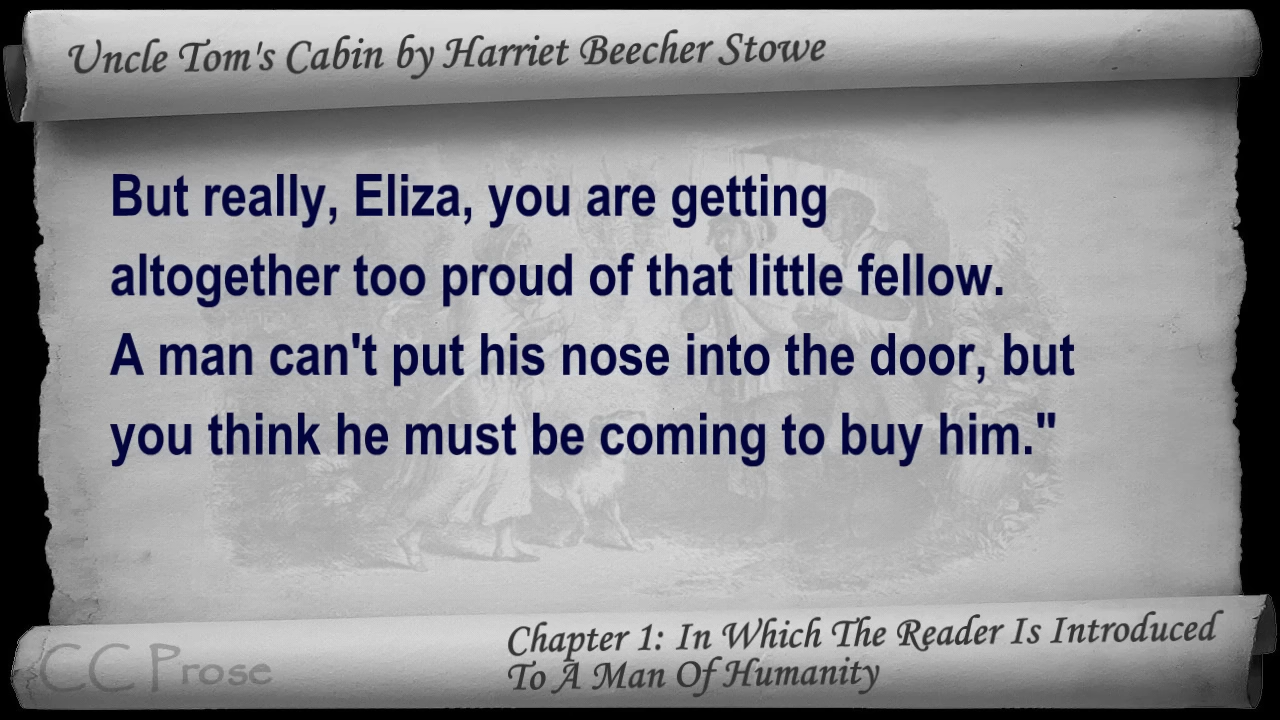 Uncle Tom's Cabin by Harriet Beecher Stowe
But really, Eliza, you are getting
altogether too proud of that little fellow.
A man can't put his nose into the door, but
you think he must be coming to buy him."
Chapter 1: In Which The Reader Is Introduced
To A Man Of Humanity
CC Prose